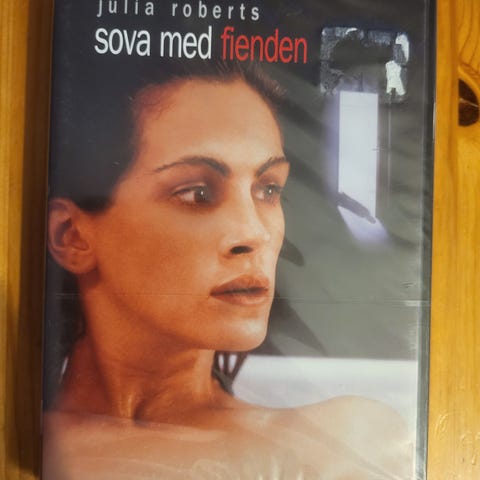 julia roberts
sova med fienden